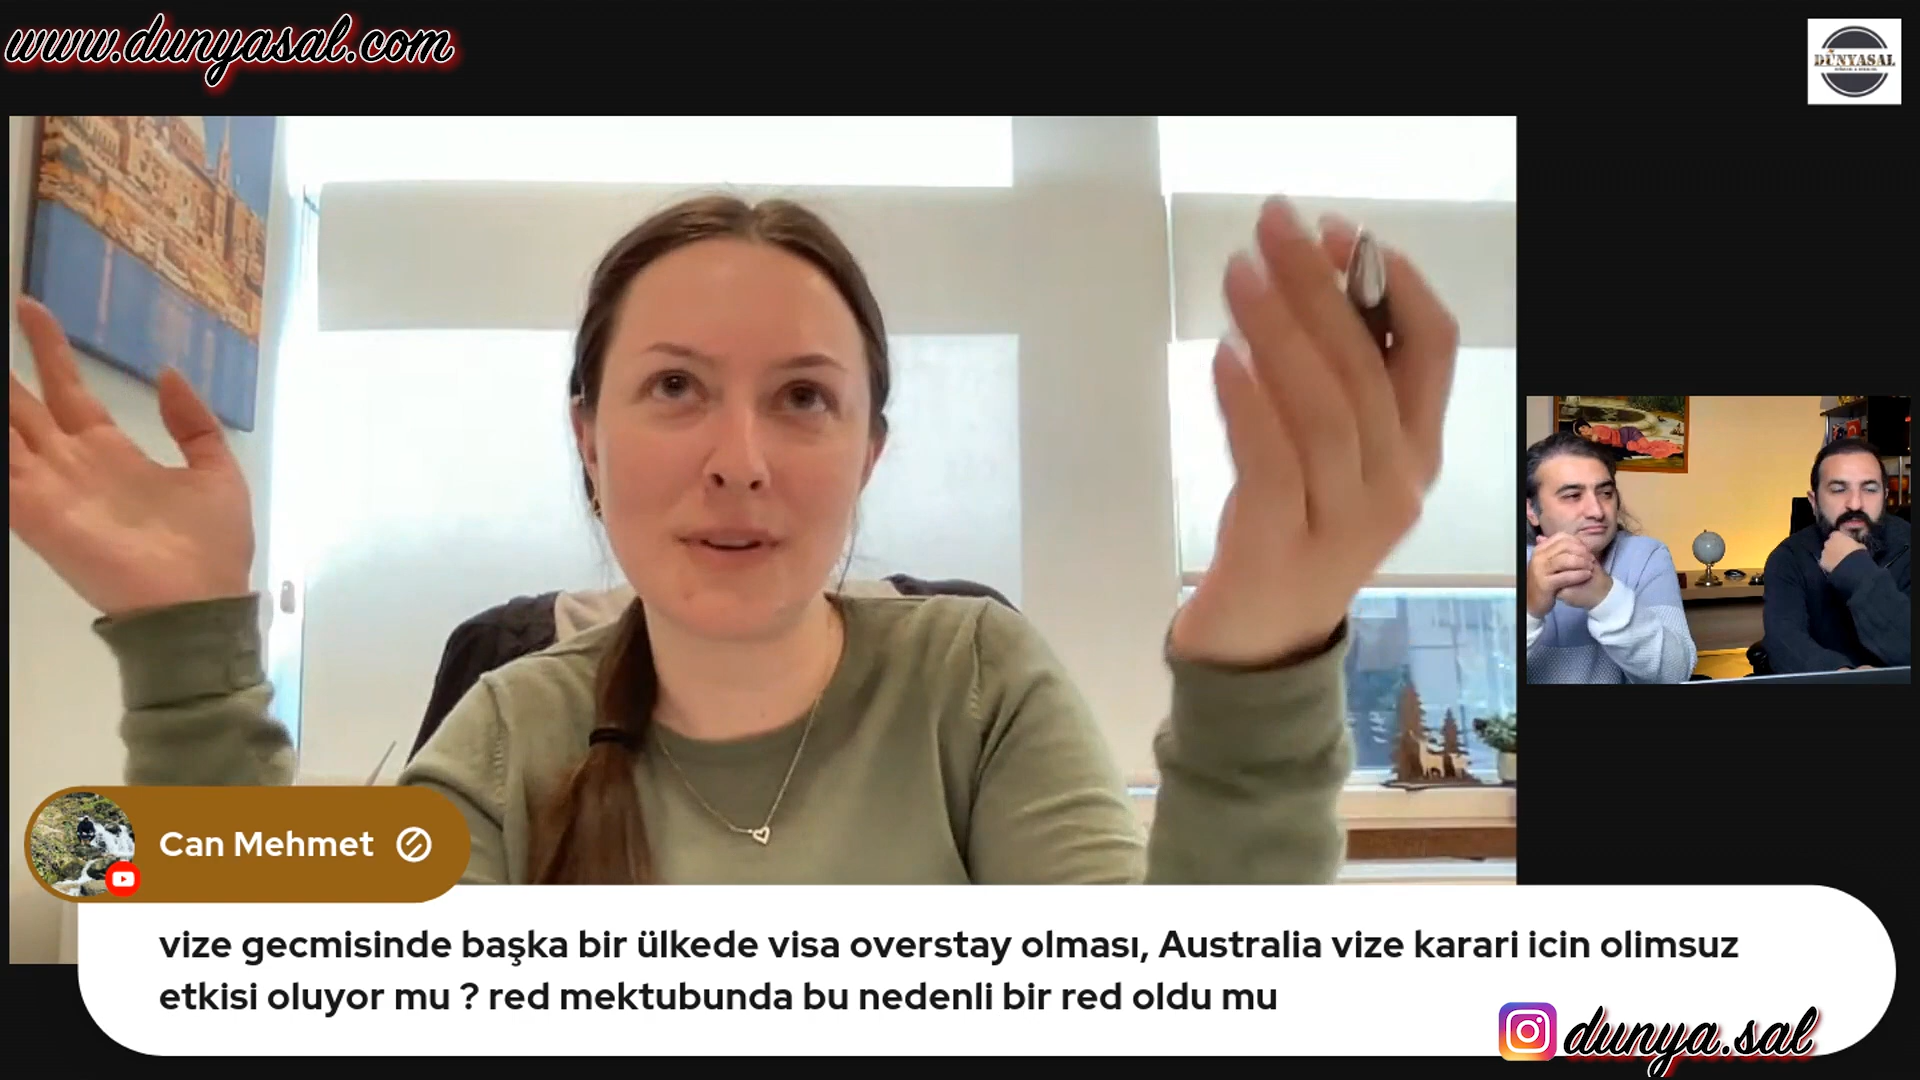 www.dunyasal.com
DÜNYASAL
Can Mehmet
vize gecmisinde başka bir ülkede visa overstay olması, Australia vize karari icin olimsuz
etkisi oluyor mu ? red mektubunda bu nedenli bir red oldu mu
dunya.sal